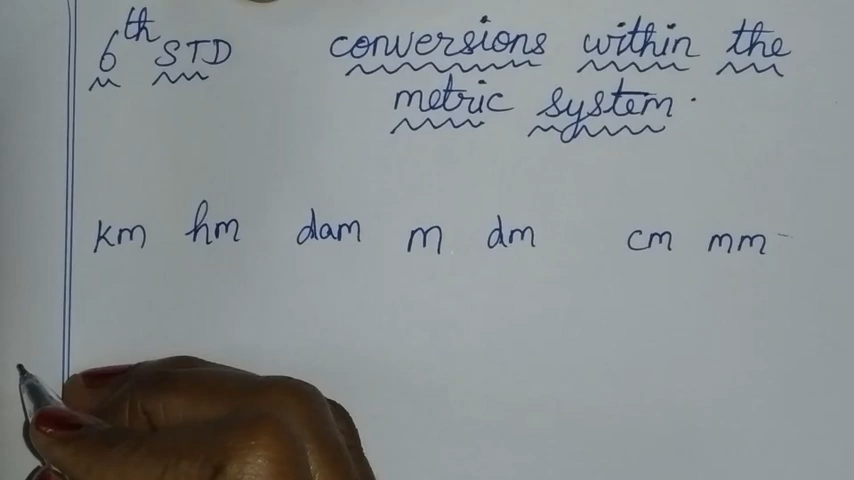 6th STD conversions within the
metric system.
km hm dam m dm cm mm